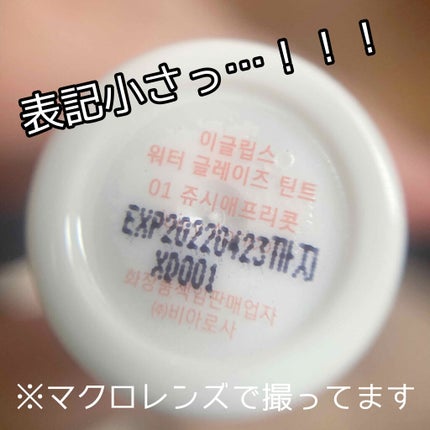 表記小さっ…！！！
이글립스
워터 글레이즈 틴트
01 쥬시애프리콧
EXP20220423까지
XD001
화장품책임판매업자
㈜비아로사
※マクロレンズで撮ってます